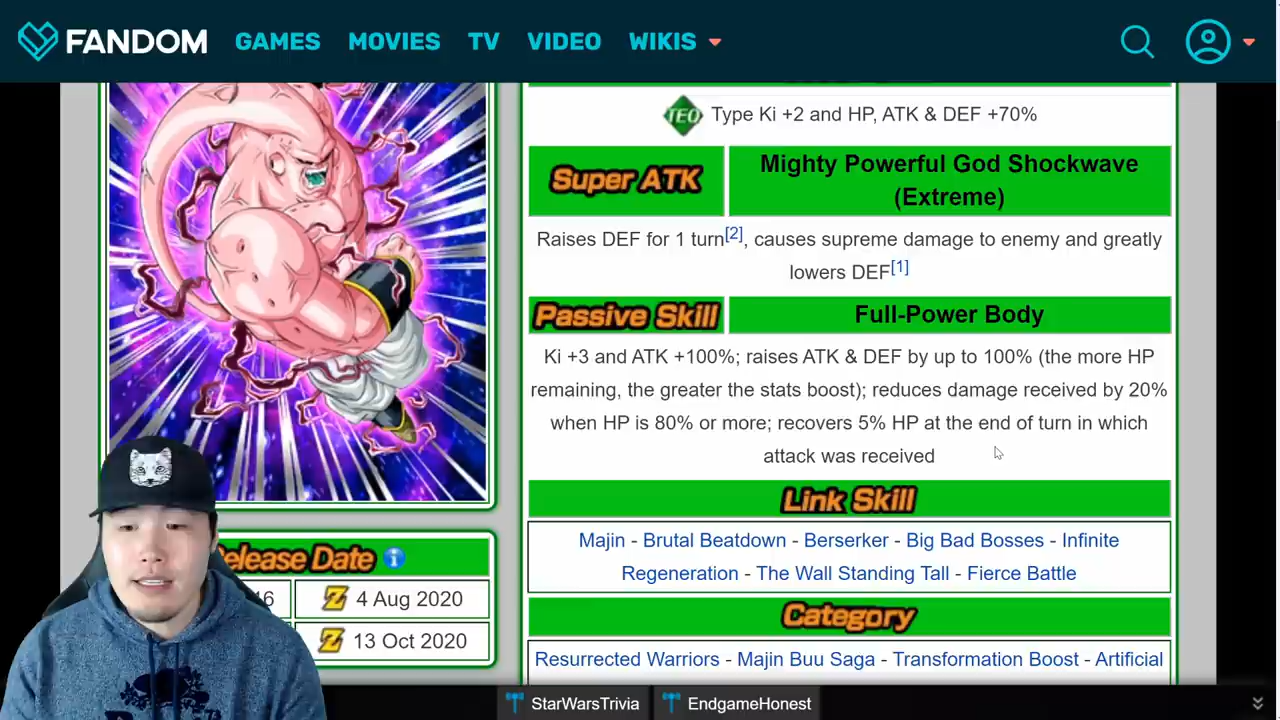 FANDOM GAMES MOVIES TV VIDEO WIKIS
TEQ Type Ki +2 and HP, ATK & DEF +70%
Super ATK
Mighty Powerful God Shockwave
(Extreme)
Raises DEF for 1 turn[2], causes supreme damage to enemy and greatly
lowers DEF[1]
Passive Skill
Full-Power Body
Ki +3 and ATK +100%; raises ATK & DEF by up to 100% (the more HP
remaining, the greater the stats boost); reduces damage received by 20%
when HP is 80% or more; recovers 5% HP at the end of turn in which
attack was received
Link Skill
Majin - Brutal Beatdown - Berserker - Big Bad Bosses - Infinite
Regeneration - The Wall Standing Tall - Fierce Battle
Category
Resurrected Warriors - Majin Buu Saga - Transformation Boost - Artificial
elease Date
16
Z 4 Aug 2020
Z 13 Oct 2020
StarWarsTrivia
EndgameHonest